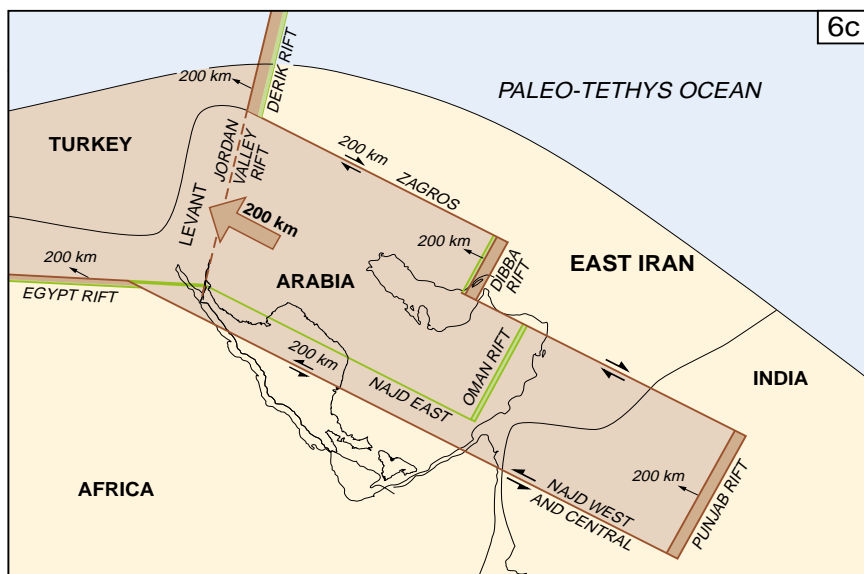 6c
200 km
DERIK RIFT
PALEO-TETHYS OCEAN
TURKEY
JORDAN
VALLEY
RIFT
200 km
ZAGROS
LEVANT
200 km
200 km
DIBBA
RIFT
EAST IRAN
200 km
EGYPT RIFT
ARABIA
200 km
NAJD EAST
OMAN RIFT
INDIA
AFRICA
200 km
NAJD WEST
AND CENTRAL
PUNJAB RIFT